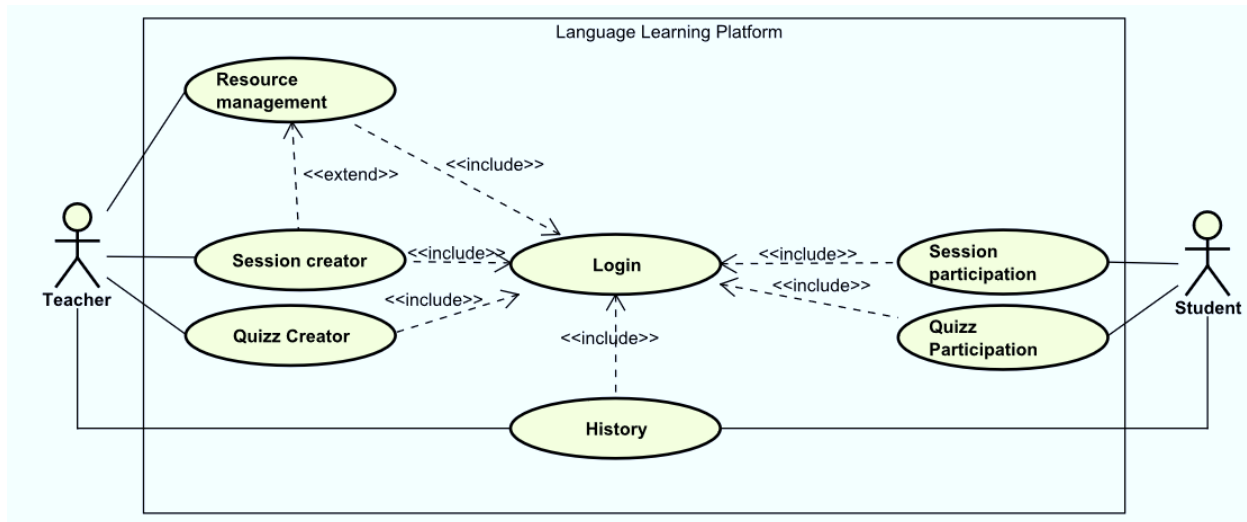 Language Learning Platform
Resource
management
<<include>>
<<extend>>
Session creator
<<include>>
Login
<<include>>
Session
participation
Teacher
<<include>>
<<include>>
Student
Quizz Creator
Quizz
Participation
<<include>>
History